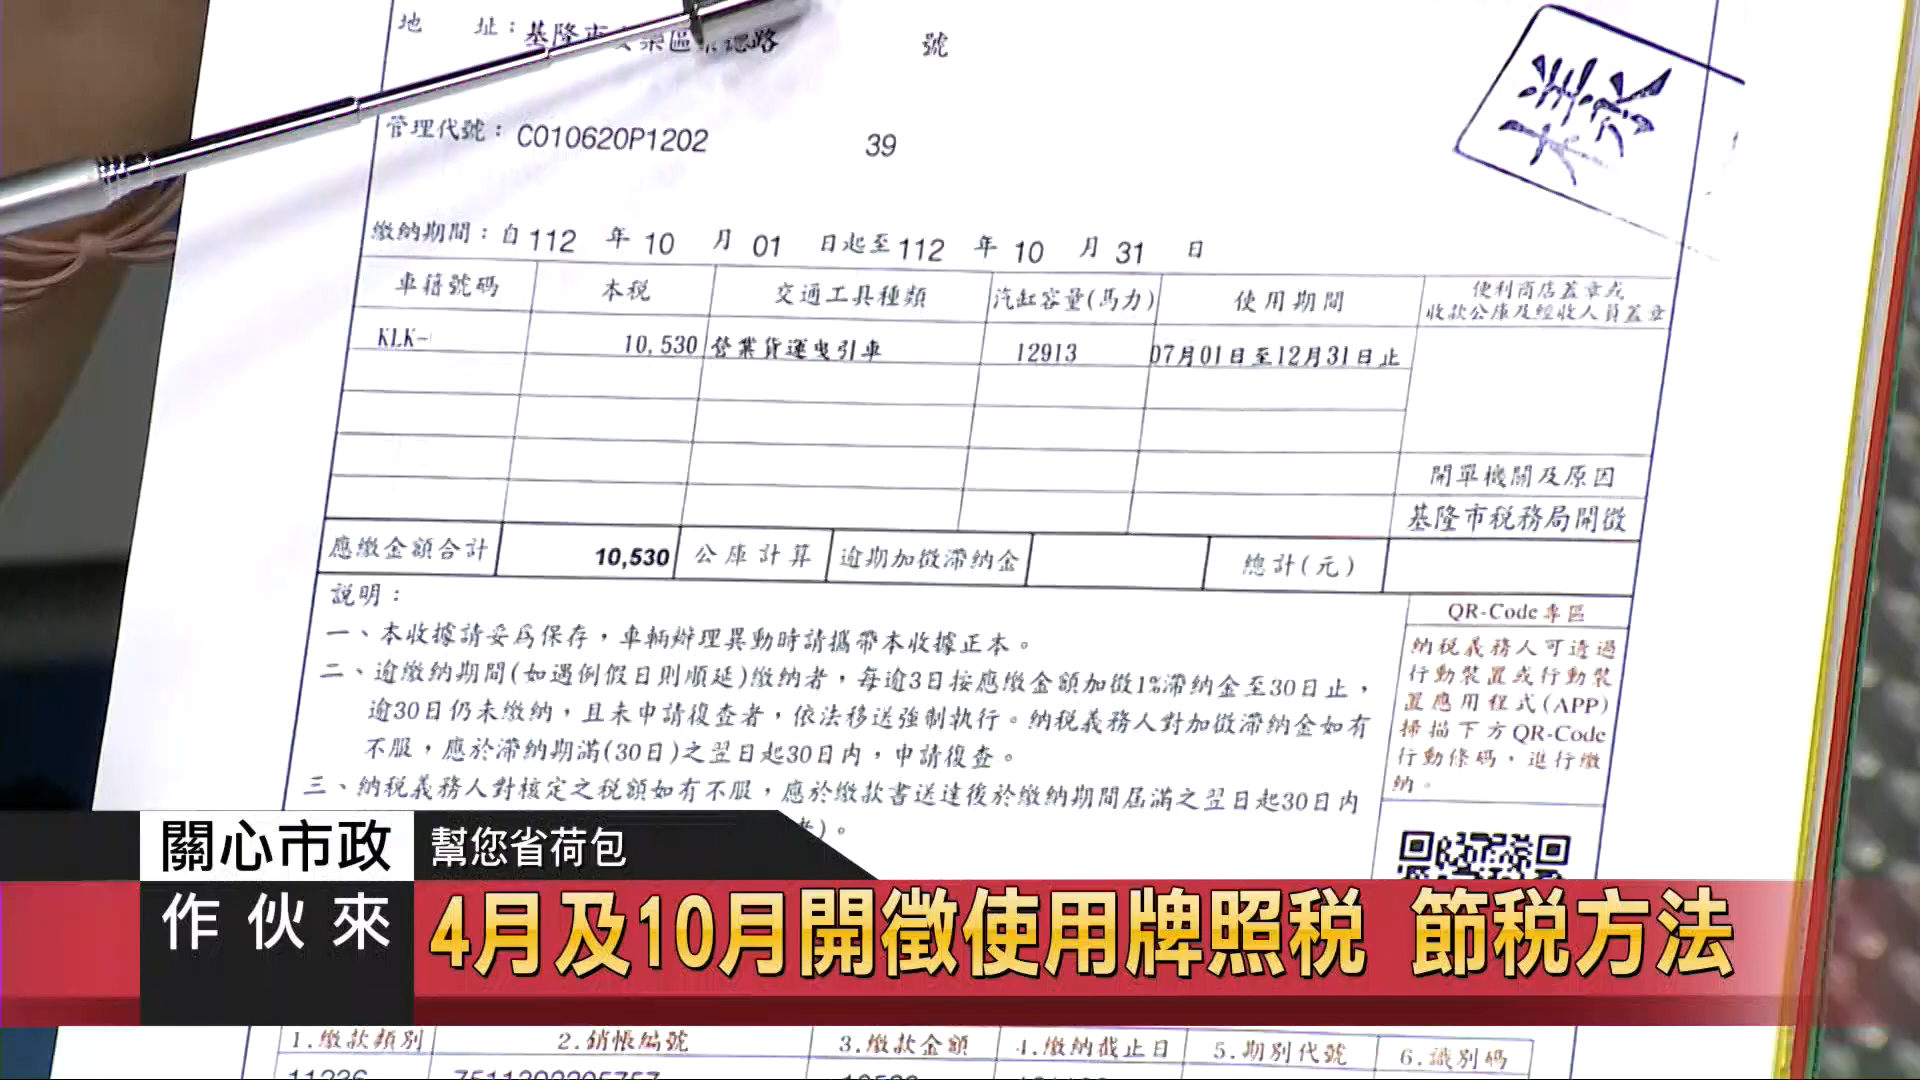 地 址：基隆市 樂區 路 號
管理代號： C010620P1202 39
繳納期間：自 112 年 10 月 01 日起至 112 年 10 月 31 日
車籍號碼 本稅 交通工具種類 汽缸容量(馬力) 使用期間 便利商店蓋章或
收款公庫及經收人員蓋章
KLK- 10,530 營業貨運曳引車 12913 07月01日至12月31日止
開單機關及原因
基隆市稅務局開徵
應繳金額合計 10,530 公庫計算 逾期加徵滯納金 總計(元)
說明：
一、本收據請妥為保存，車輛辦理異動時請攜帶本收據正本。
二、逾繳納期間(如遇例假日則順延)繳納者，每逾3日按應繳金額加徵1%滯納金至30日止，
逾30日仍未繳納，且未申請復查者，依法移送強制執行。納稅義務人對加徵滯納金如有
不服，應於滯納期滿(30日)之翌日起30日內，申請復查。
三、納稅義務人對核定之稅額如有不服，應於繳款書送達後於繳納期間屆滿之翌日起30日內
)。
QR-Code專區
納稅義務人可透過
行動裝置或行動裝
置應用程式(APP)
掃描下方QR-Code
行動條碼，進行繳
納。
關心市政
作伙來
幫您省荷包
4月及10月開徵使用牌照稅 節稅方法
1.繳款類別 2.銷帳編號 3.繳款金額 4.繳納截止日 5.期別代號 6.識別碼